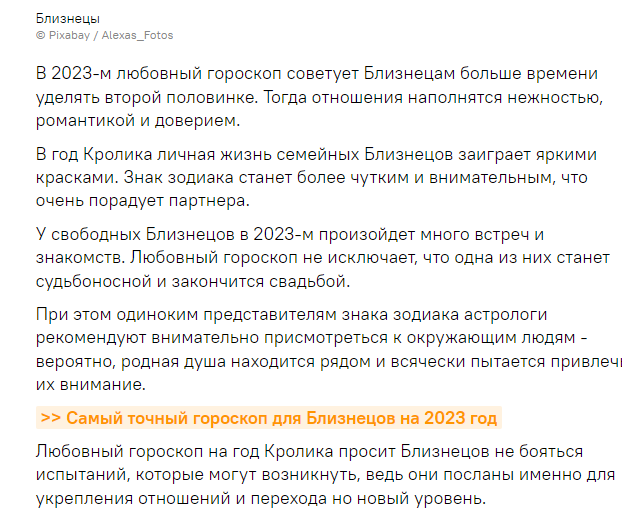 Близнецы
© Pixabay / Alexas_Fotos
В 2023-м любовный гороскоп советует Близнецам больше времени
уделять второй половинке. Тогда отношения наполнятся нежностью,
романтикой и доверием.
В год Кролика личная жизнь семейных Близнецов заиграет яркими
красками. Знак зодиака станет более чутким и внимательным, что
очень порадует партнера.
У свободных Близнецов в 2023-м произойдет много встреч и
знакомств. Любовный гороскоп не исключает, что одна из них станет
судьбоносной и закончится свадьбой.
При этом одиноким представителям знака зодиака астрологи
рекомендуют внимательно присмотреться к окружающим людям -
вероятно, родная душа находится рядом и всячески пытается привлечь
их внимание.
>> Самый точный гороскоп для Близнецов на 2023 год
Любовный гороскоп на год Кролика просит Близнецов не бояться
испытаний, которые могут возникнуть, ведь они посланы именно для
укрепления отношений и перехода но новый уровень.